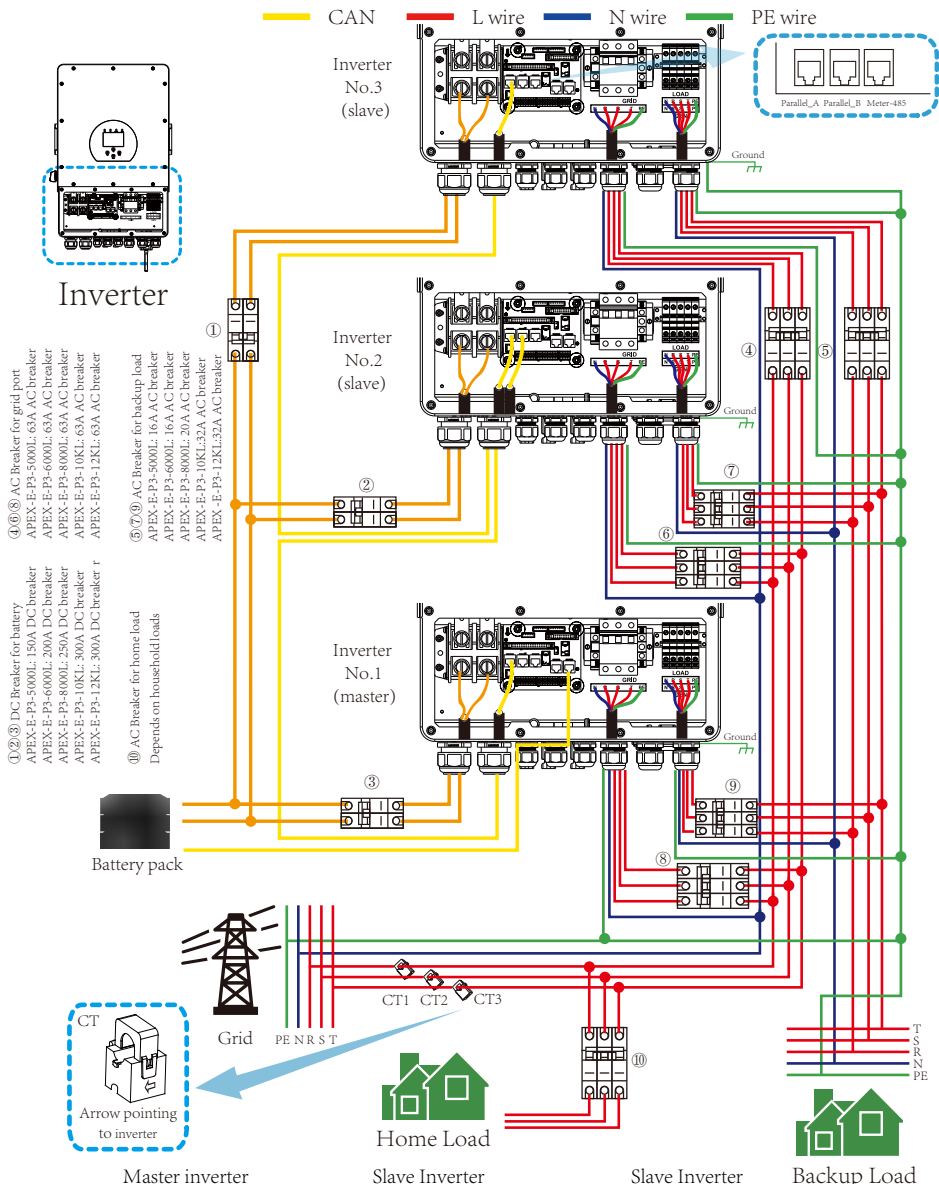 CAN
L wire
N wire
PE wire
Inverter
No.3
(slave)
GRID
LOAD
Parallel_A Parallel_B Meter-485
Ground
Inverter
①
Inverter
No.2
(slave)
GRID
LOAD
④
⑤
Ground
②
⑦
⑥
④⑥⑧ AC Breaker for grid port
APEX-E-P3-5000L: 63A AC breaker
APEX-E-P3-6000L: 63A AC breaker
APEX-E-P3-8000L: 63A AC breaker
APEX-E-P3-10KL: 63A AC breaker
APEX-E-P3-12KL: 63A AC breaker
⑤⑦⑨ AC Breaker for backup load
APEX-E-P3-5000L: 16A AC breaker
APEX-E-P3-6000L: 16A AC breaker
APEX-E-P3-8000L: 20A AC breaker
APEX-E-P3-10KL:32A AC breaker
APEX -E-P3-12KL:32A AC breaker
①②③ DC Breaker for battery
APEX-E-P3-5000L: 150A DC breaker
APEX-E-P3-6000L: 200A DC breaker
APEX-E-P3-8000L: 250A DC breaker
APEX-E-P3-10KL: 300A DC breaker
APEX-E-P3-12KL: 300A DC breaker r
⑩ AC Breaker for home load
Depends on household loads
Inverter
No.1
(master)
GRID
LOAD
Ground
③
⑨
⑧
Battery pack
CT1
CT2
CT3
Grid
PE N R S T
CT
Arrow pointing
to inverter
⑩
Home Load
T
S
R
N
PE
Backup Load
Master inverter
Slave Inverter
Slave Inverter